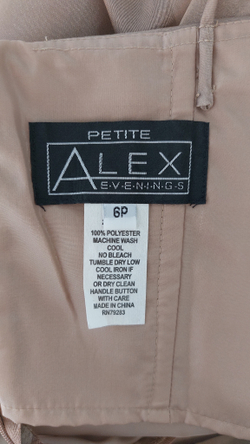 PETITE
ALEX
E-V-E-N-I-N-G-S
6P
100% POLYESTER
MACHINE WASH
COOL
NO BLEACH
TUMBLE DRY LOW
COOL IRON IF
NECESSARY
OR DRY CLEAN
HANDLE BUTTON
WITH CARE
MADE IN CHINA
RN79283